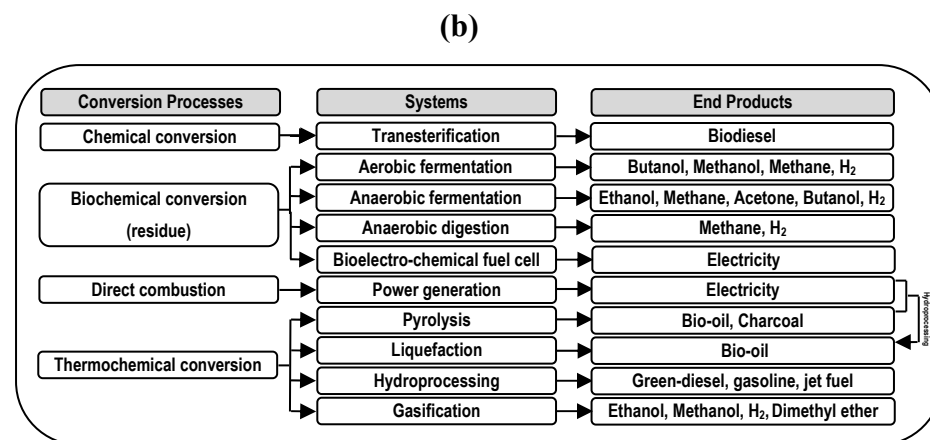 (b)
Conversion Processes Systems End Products
Chemical conversion Tranesterification Biodiesel
Aerobic fermentation Butanol, Methanol, Methane, H₂
Biochemical conversion
(residue)
Anaerobic fermentation Ethanol, Methane, Acetone, Butanol, H₂
Anaerobic digestion Methane, H₂
Bioelectro-chemical fuel cell Electricity
Direct combustion Power generation Electricity
Hydroprocessing
Pyrolysis Bio-oil, Charcoal
Thermochemical conversion
Liquefaction Bio-oil
Hydroprocessing Green-diesel, gasoline, jet fuel
Gasification Ethanol, Methanol, H₂, Dimethyl ether